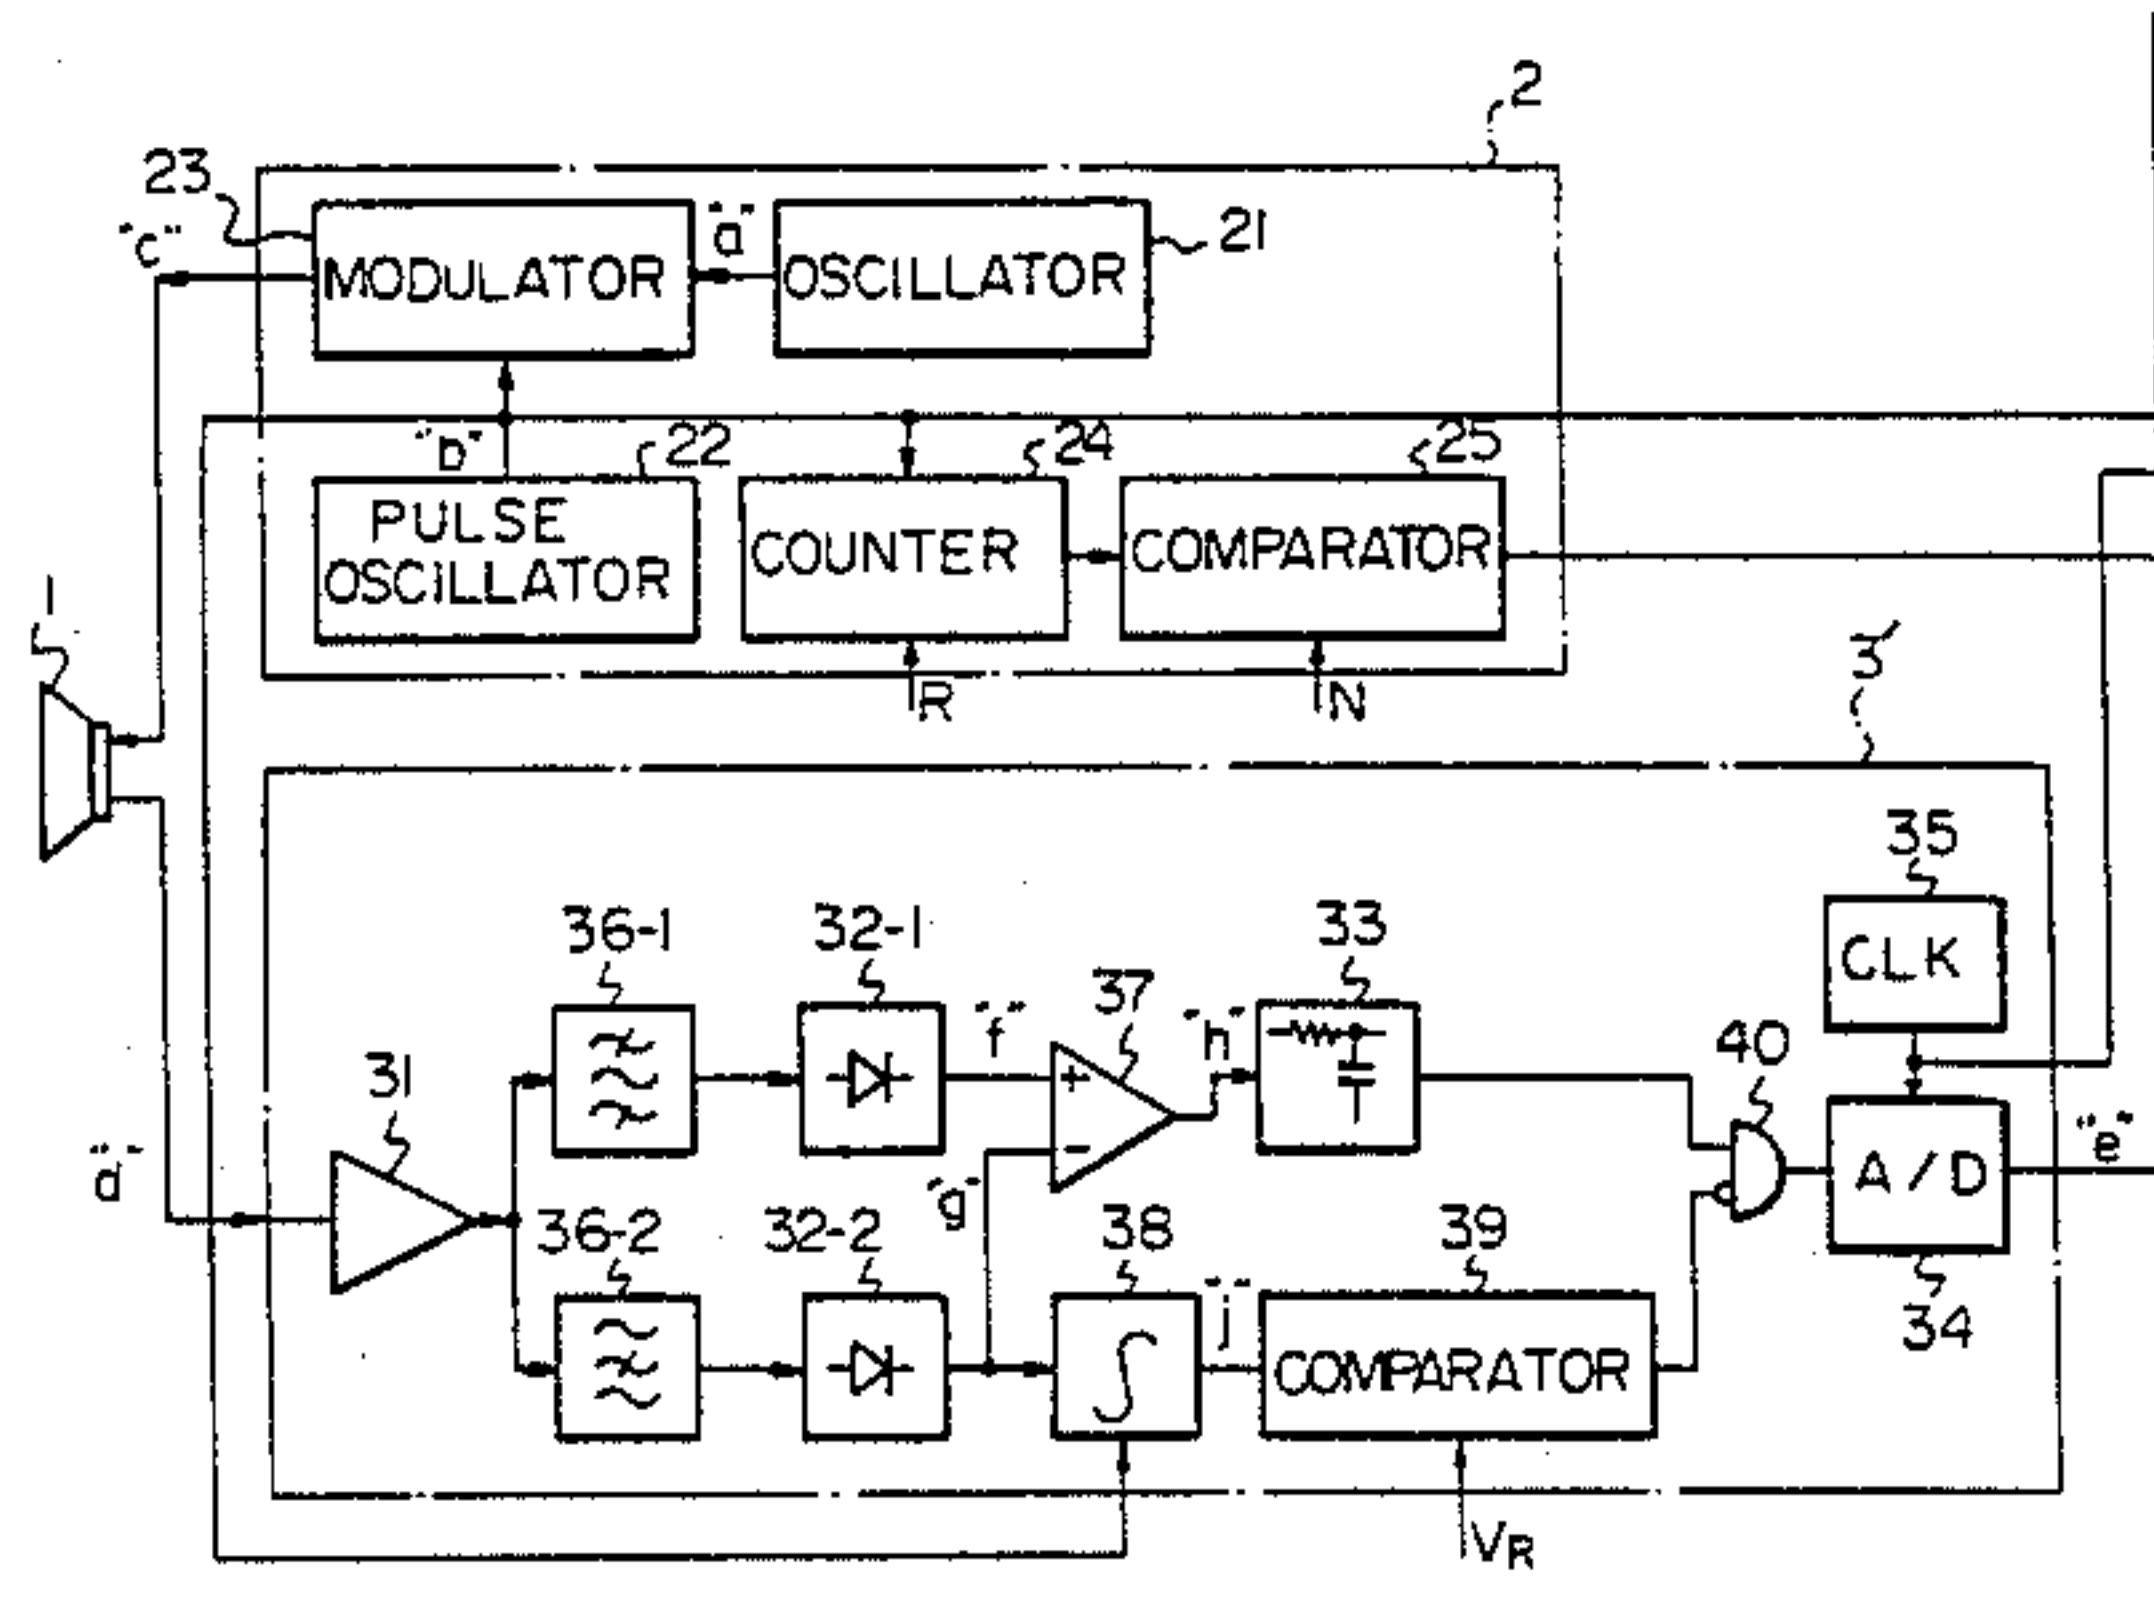 2
23
"c"
MODULATOR
"a"
OSCILLATOR
21
"b"
22
24
25
PULSE
OSCILLATOR
COUNTER
COMPARATOR
1
R
N
3'
35
CLK
36-1
32-1
37
33
40
31
"f"
"h"
+
-
"d"
"g"
A/D
"e"
36-2
32-2
38
"j"
39
34
COMPARATOR
VR